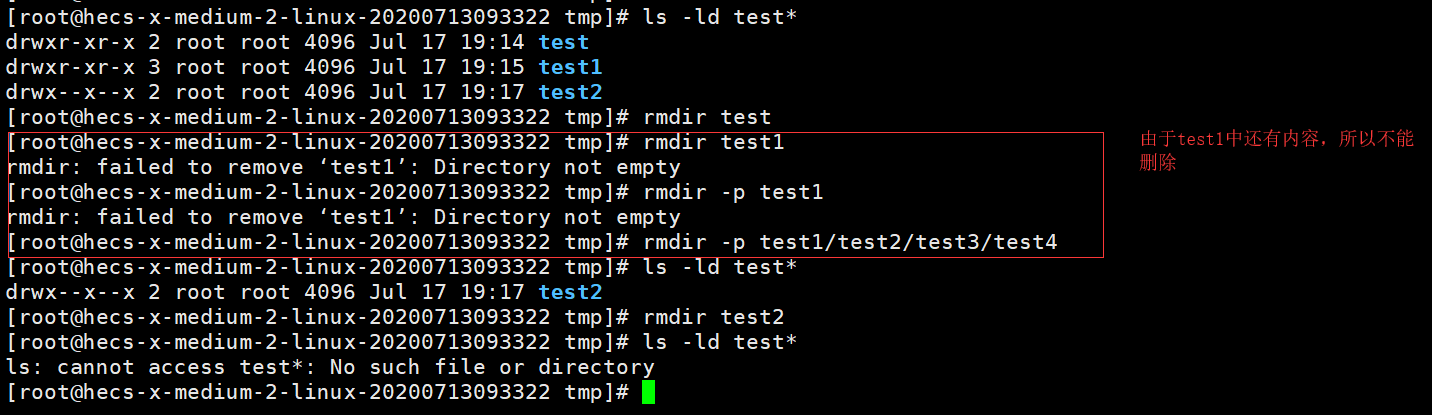 [root@hecs-x-medium-2-linux-20200713093322 tmp]# ls -ld test*
drwxr-xr-x 2 root root 4096 Jul 17 19:14 test
drwxr-xr-x 3 root root 4096 Jul 17 19:15 test1
drwx--x--x 2 root root 4096 Jul 17 19:17 test2
[root@hecs-x-medium-2-linux-20200713093322 tmp]# rmdir test
[root@hecs-x-medium-2-linux-20200713093322 tmp]# rmdir test1
rmdir: failed to remove ‘test1’: Directory not empty
[root@hecs-x-medium-2-linux-20200713093322 tmp]# rmdir -p test1
rmdir: failed to remove ‘test1’: Directory not empty
[root@hecs-x-medium-2-linux-20200713093322 tmp]# rmdir -p test1/test2/test3/test4
[root@hecs-x-medium-2-linux-20200713093322 tmp]# ls -ld test*
drwx--x--x 2 root root 4096 Jul 17 19:17 test2
[root@hecs-x-medium-2-linux-20200713093322 tmp]# rmdir test2
[root@hecs-x-medium-2-linux-20200713093322 tmp]# ls -ld test*
ls: cannot access test*: No such file or directory
[root@hecs-x-medium-2-linux-20200713093322 tmp]#
由于test1中还有内容，所以不能
删除